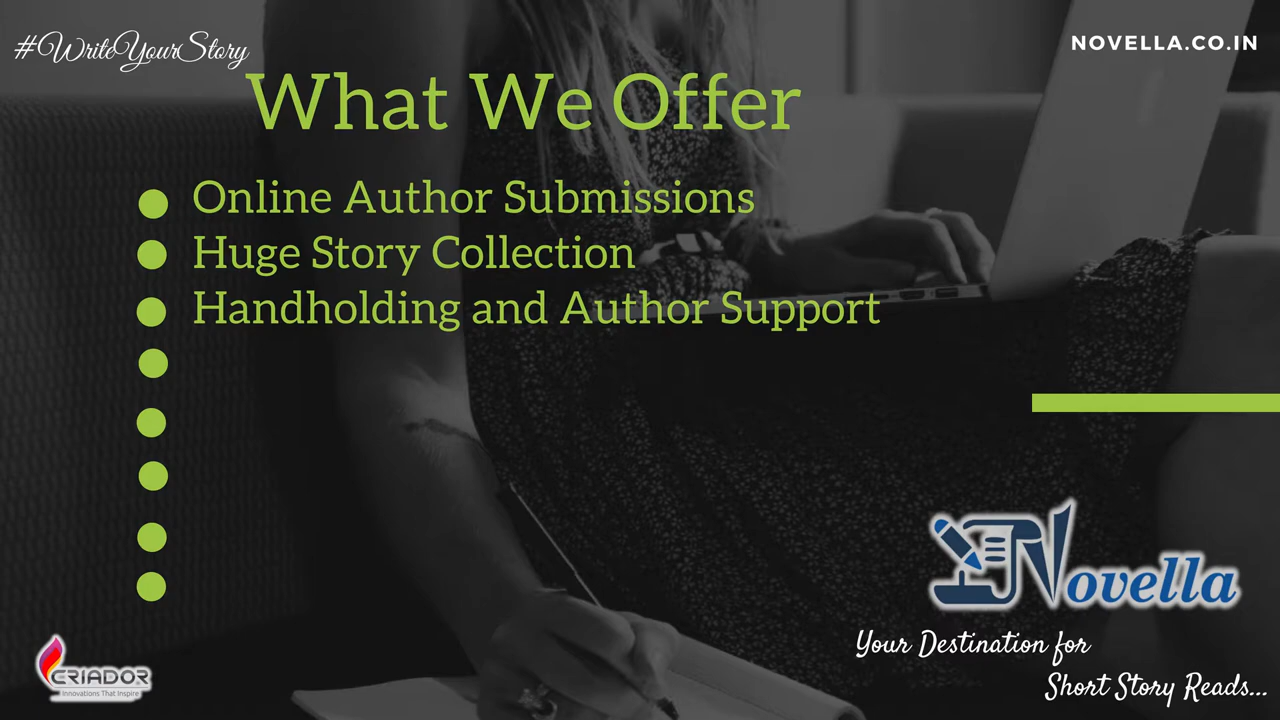 #WriteYourStory
NOVELLA.CO.IN
What We Offer
Online Author Submissions
Huge Story Collection
Handholding and Author Support
Novella
Your Destination for
Short Story Reads...
CRIADOR
Innovations That Inspire